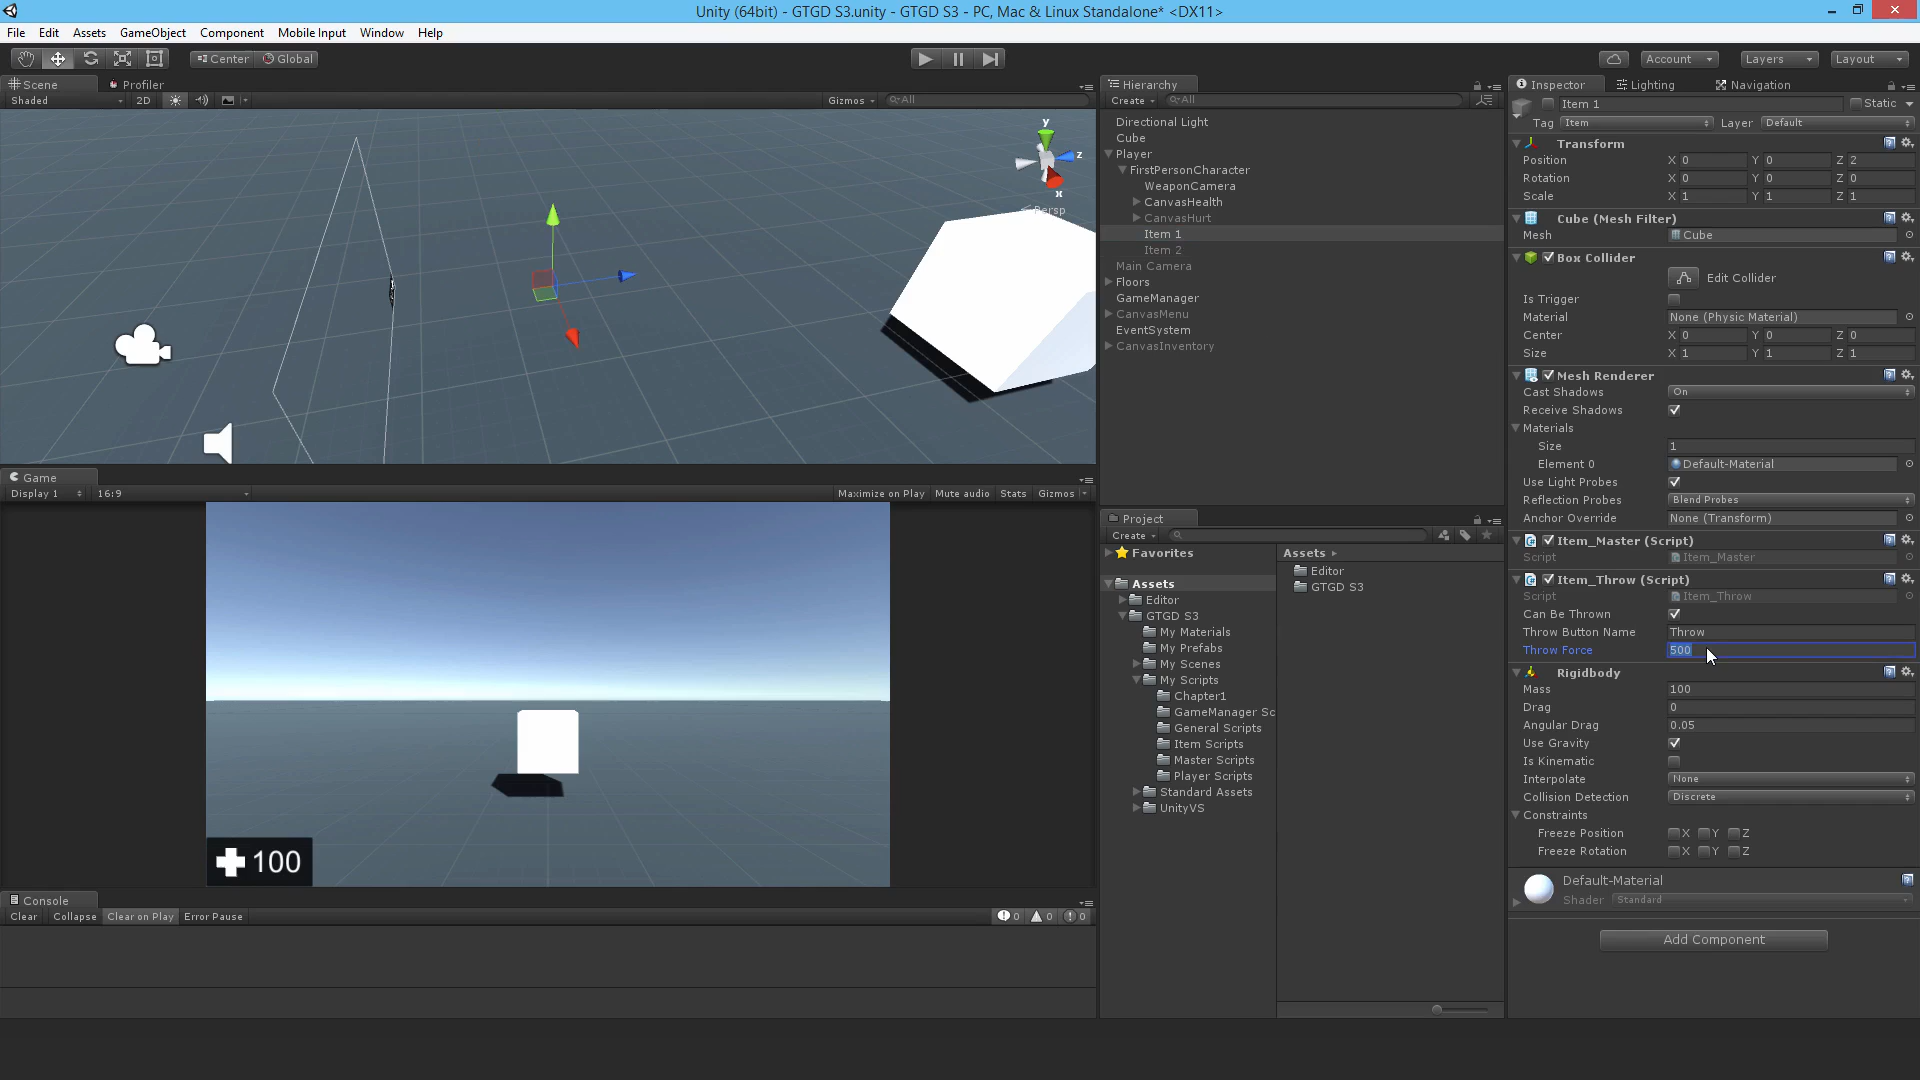 Unity (64bit) - GTGD S3.unity - GTGD S3 - PC, Mac & Linux Standalone* <DX11>
File Edit Assets GameObject Component Mobile Input Window Help
Center Global
Account Layers Layout
Scene Profiler
Shaded 2D Gizmos All
y
z
x
Persp
Game
Display 1 16:9 Maximize on Play Mute audio Stats Gizmos
100
Console
Clear Collapse Clear on Play Error Pause 0 0 0
Hierarchy
Create All
Directional Light
Cube
Player
FirstPersonCharacter
WeaponCamera
CanvasHealth
CanvasHurt
Item 1
Item 2
Main Camera
Floors
GameManager
CanvasMenu
EventSystem
CanvasInventory
Project
Create
Favorites
Assets
Editor
GTGD S3
My Materials
My Prefabs
My Scenes
My Scripts
Chapter1
GameManager Sc
General Scripts
Item Scripts
Master Scripts
Player Scripts
Standard Assets
UnityVS
Assets
Editor
GTGD S3
Inspector Lighting Navigation
Item 1 Static
Tag Item Layer Default
Transform
Position X 0 Y 0 Z 2
Rotation X 0 Y 0 Z 0
Scale X 1 Y 1 Z 1
Cube (Mesh Filter)
Mesh Cube
Box Collider
Edit Collider
Is Trigger
Material None (Physic Material)
Center X 0 Y 0 Z 0
Size X 1 Y 1 Z 1
Mesh Renderer
Cast Shadows On
Receive Shadows
Materials
Size 1
Element 0 Default-Material
Use Light Probes
Reflection Probes Blend Probes
Anchor Override None (Transform)
Item_Master (Script)
Script Item_Master
Item_Throw (Script)
Script Item_Throw
Can Be Thrown
Throw Button Name Throw
Throw Force 500
Rigidbody
Mass 100
Drag 0
Angular Drag 0.05
Use Gravity
Is Kinematic
Interpolate None
Collision Detection Discrete
Constraints
Freeze Position X Y Z
Freeze Rotation X Y Z
Default-Material
Shader Standard
Add Component